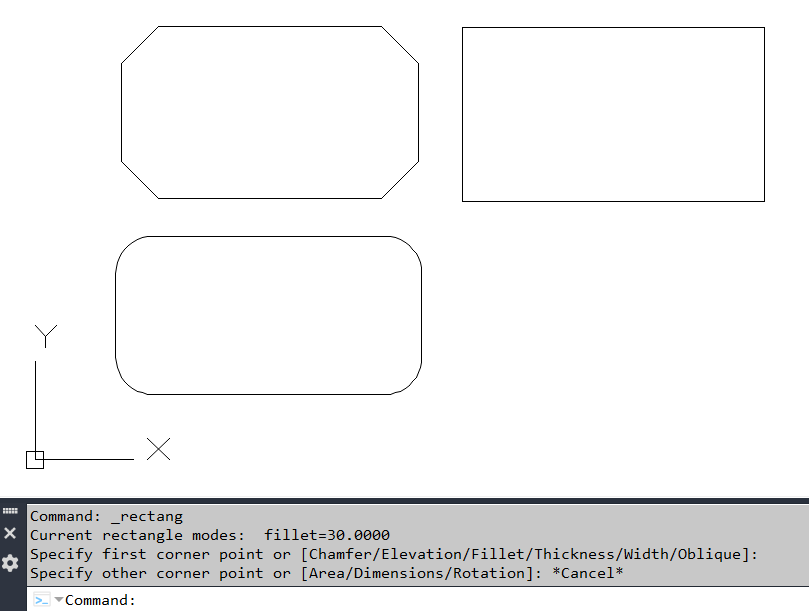 Y
X
Command: _rectang
Current rectangle modes:  fillet=30.0000
Specify first corner point or [Chamfer/Elevation/Fillet/Thickness/Width/Oblique]:
Specify other corner point or [Area/Dimensions/Rotation]: *Cancel*
>_ Command: